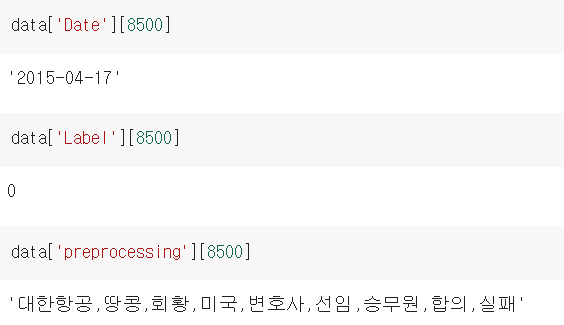 data['Date'][8500]
'2015-04-17'
data['Label'][8500]
0
data['preprocessing'][8500]
'대한항공,땅콩,회황,미국,변호사,선임,승무원,합의,실패'